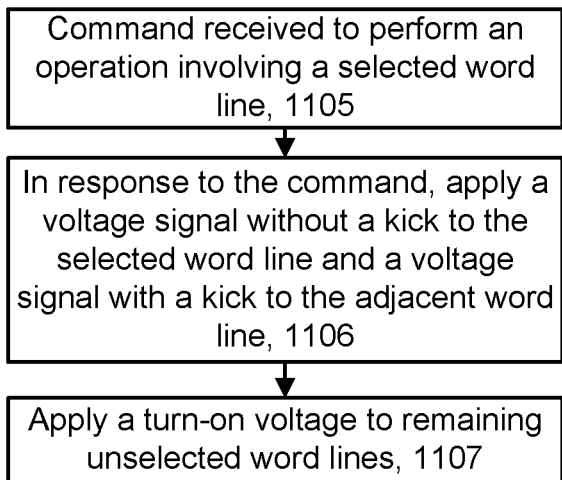 Command received to perform an
operation involving a selected word
line, 1105
In response to the command, apply a
voltage signal without a kick to the
selected word line and a voltage
signal with a kick to the adjacent word
line, 1106
Apply a turn-on voltage to remaining
unselected word lines, 1107